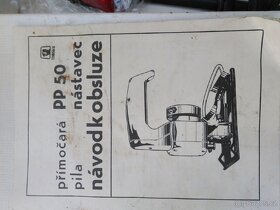 přímočará PP 50
pila nástavec
návod k obsluze